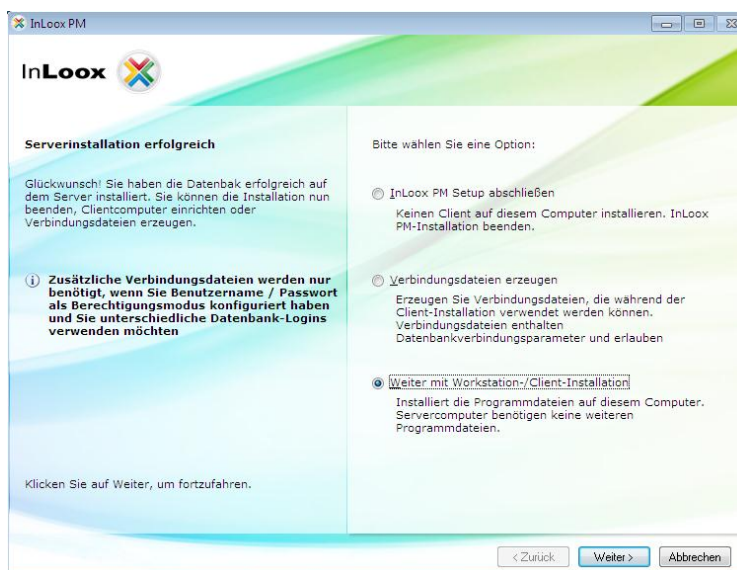 InLoox PM
InLoox
Serverinstallation erfolgreich
Glückwunsch! Sie haben die Datenbak erfolgreich auf
dem Server installiert. Sie können die Installation nun
beenden, Clientcomputer einrichten oder
Verbindungsdateien erzeugen.
Zusätzliche Verbindungsdateien werden nur
benötigt, wenn Sie Benutzername / Passwort
als Berechtigungsmodus konfiguriert haben
und Sie unterschiedliche Datenbank-Logins
verwenden möchten
Klicken Sie auf Weiter, um fortzufahren.
Bitte wählen Sie eine Option:
InLoox PM Setup abschließen
Keinen Client auf diesem Computer installieren. InLoox
PM-Installation beenden.
Verbindungsdateien erzeugen
Erzeugen Sie Verbindungsdateien, die während der
Client-Installation verwendet werden können.
Verbindungsdateien enthalten
Datenbankverbindungsparameter und erlauben
Weiter mit Workstation-/Client-Installation
Installiert die Programmdateien auf diesem Computer.
Servercomputer benötigen keine weiteren
Programmdateien.
< Zurück
Weiter >
Abbrechen